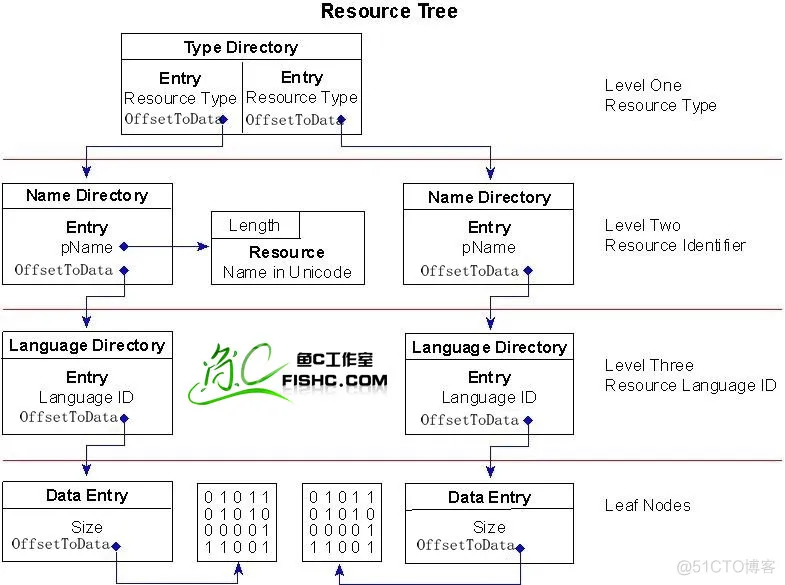 Resource Tree
Type Directory
Entry Entry
Resource Type Resource Type
OffsetToData OffsetToData
Level One
Resource Type
Name Directory
Entry
pName
OffsetToData
Length
Resource
Name in Unicode
Name Directory
Entry
pName
OffsetToData
Level Two
Resource Identifier
Language Directory
Entry
Language ID
OffsetToData
鱼C
鱼C工作室
FISHC.COM
Language Directory
Entry
Language ID
OffsetToData
Level Three
Resource Language ID
Data Entry
Size
OffsetToData
0 1 0 1 1
0 1 0 1 0
0 0 0 0 1
1 1 0 0 1
0 1 0 1 1
0 1 0 1 0
0 0 0 0 1
1 1 0 0 1
Data Entry
Size
OffsetToData
Leaf Nodes
@51CTO博客